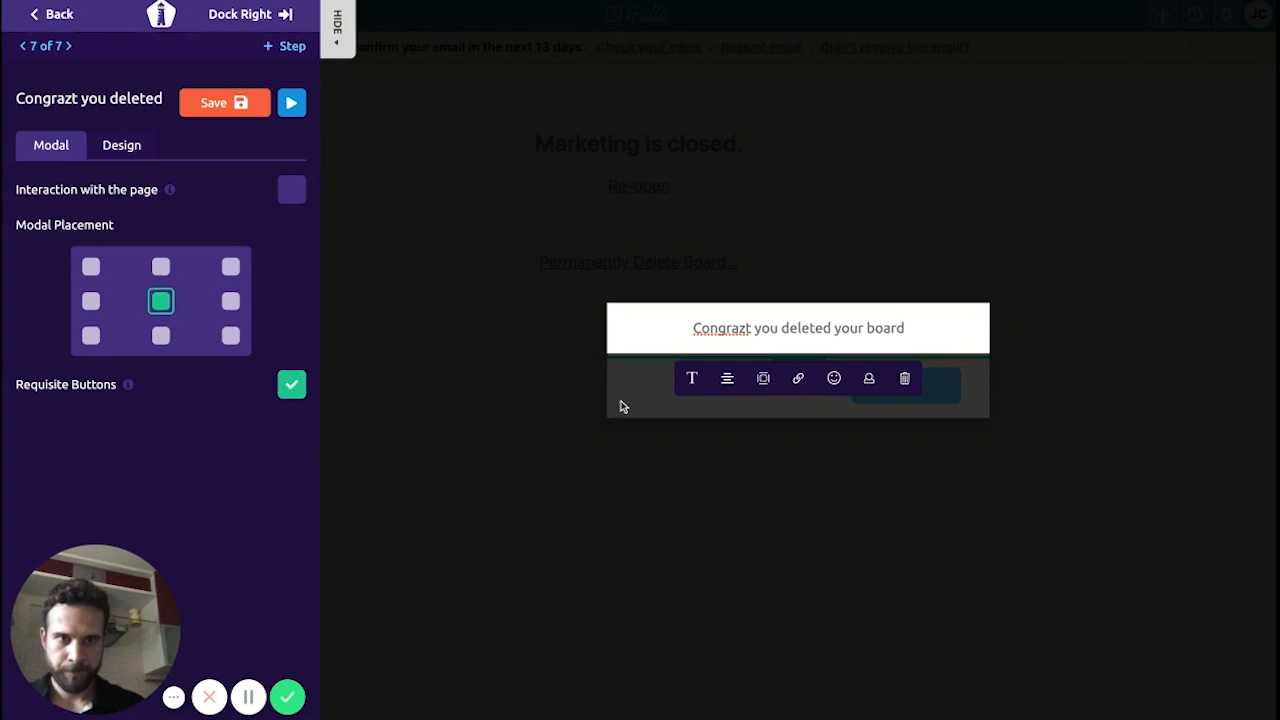 Back
Dock Right
HIDE
Trello
JC
7 of 7
+ Step
onfirm your email in the next 13 days. Check your inbox · Resend email · Didn't receive the email?
Congrazt you deleted
Save
Marketing is closed.
Modal
Design
Interaction with the page
Re-open
Modal Placement
Permanently Delete Board...
Congrazt you deleted your board
T
Requisite Buttons